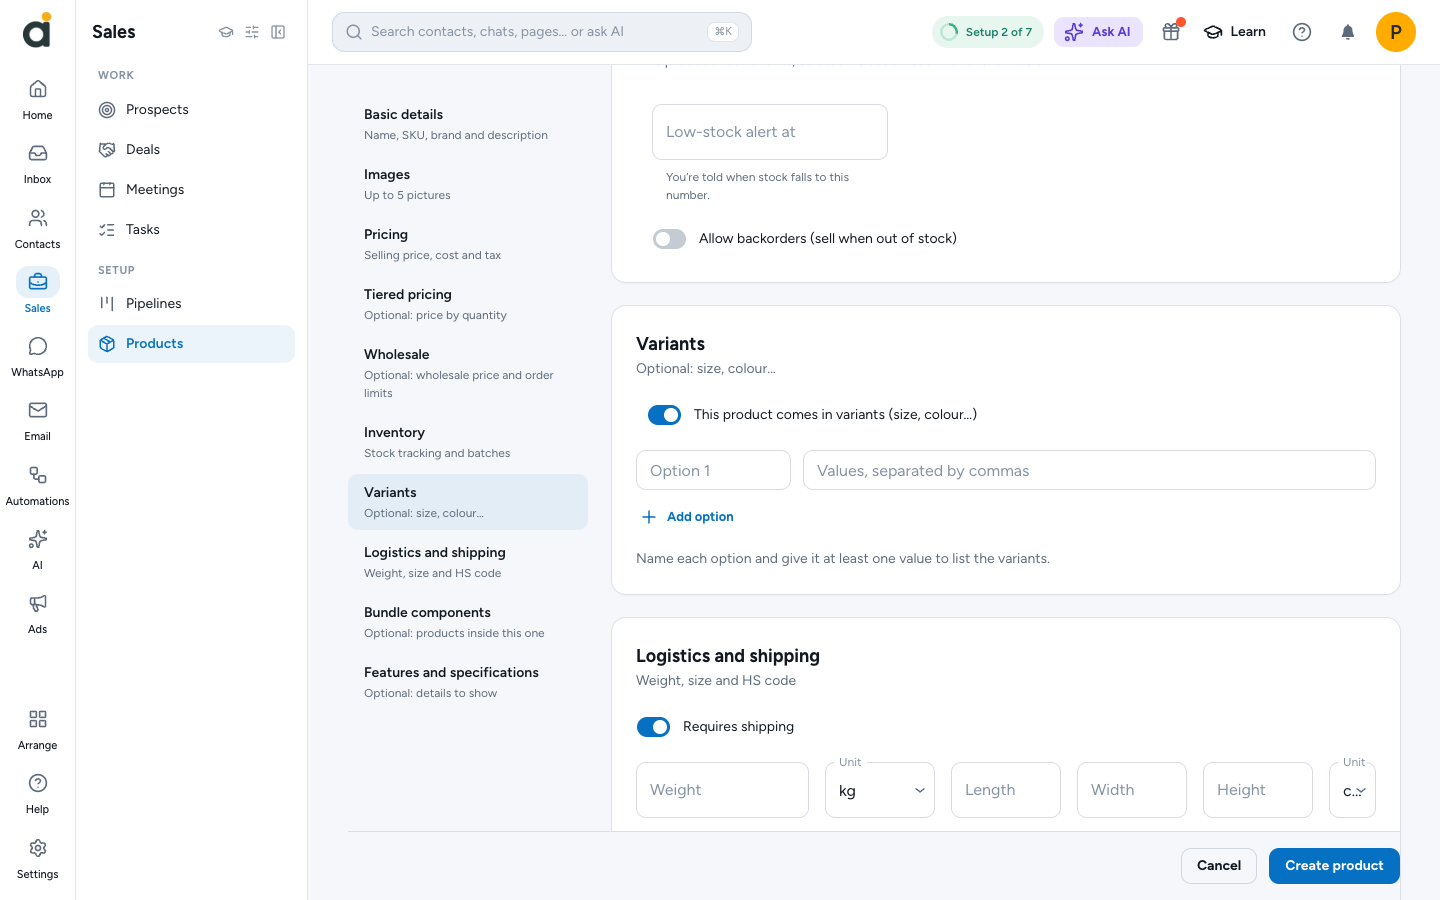 Sales
Search contacts, chats, pages... or ask AI
⌘K
Setup 2 of 7
Ask AI
Learn
P
Home
Inbox
Contacts
Sales
WhatsApp
Email
Automations
AI
Ads
Arrange
Help
Settings
WORK
Prospects
Deals
Meetings
Tasks
SETUP
Pipelines
Products
Basic details
Name, SKU, brand and description
Images
Up to 5 pictures
Pricing
Selling price, cost and tax
Tiered pricing
Optional: price by quantity
Wholesale
Optional: wholesale price and order
limits
Inventory
Stock tracking and batches
Variants
Optional: size, colour...
Logistics and shipping
Weight, size and HS code
Bundle components
Optional: products inside this one
Features and specifications
Optional: details to show
Low-stock alert at
You're told when stock falls to this
number.
Allow backorders (sell when out of stock)
Variants
Optional: size, colour...
This product comes in variants (size, colour...)
Option 1
Values, separated by commas
Add option
Name each option and give it at least one value to list the variants.
Logistics and shipping
Weight, size and HS code
Requires shipping
Weight
Unit
kg
Length
Width
Height
Unit
c...
Cancel
Create product